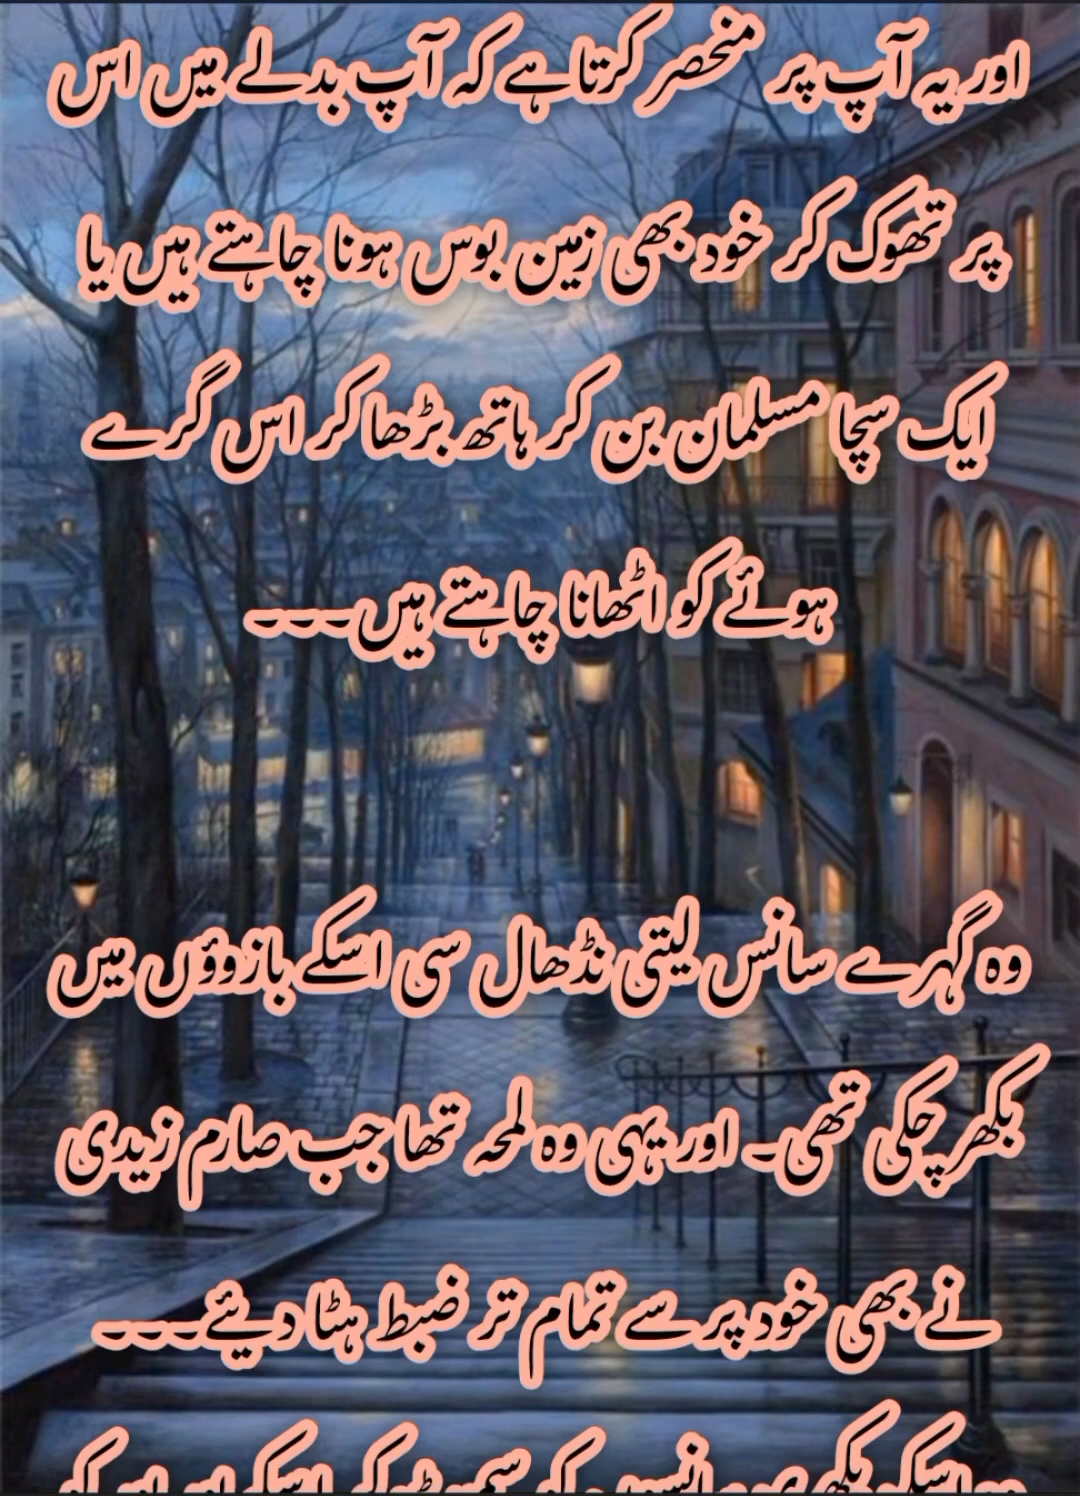 اور یہ آپ پر منحصر کرتا ہے کہ آپ بدلے میں اس
پر تھوک کر خود بھی زمین بوس ہونا چاہتے ہیں یا
ایک سچا مسلمان بن کر ہاتھ بڑھا کر اس گرے
ہوئے کو اٹھانا چاہتے ہیں۔۔۔
وہ گہرے سانس لیتی نڈھال سی اسکے بازوؤں میں
بکھر چکی تھی۔ اور یہی وہ لمحہ تھا جب صارم زیدی
نے بھی خود پر سے تمام تر ضبط ہٹا دیئے۔۔۔